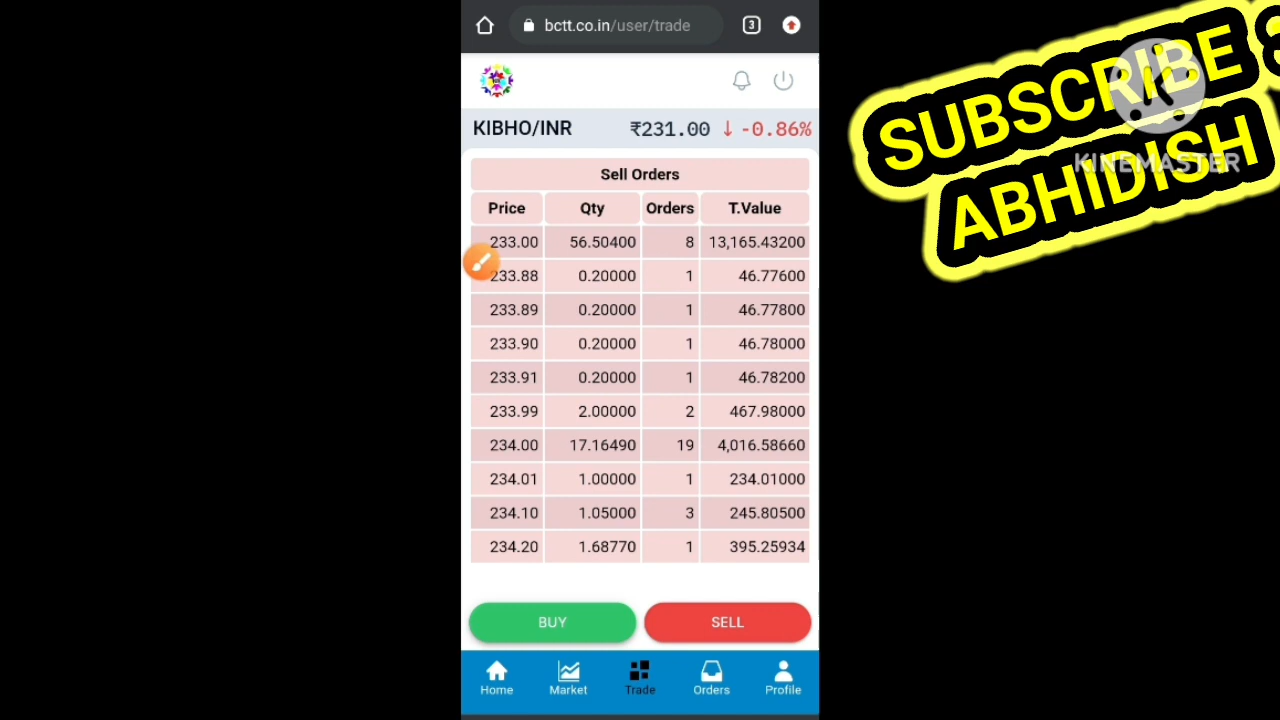 bctt.co.in/user/trade
3
KIBHO/INR ₹231.00 ↓ -0.86%
Sell Orders
Price Qty Orders T.Value
233.00 56.50400 8 13,165.43200
233.88 0.20000 1 46.77600
233.89 0.20000 1 46.77800
233.90 0.20000 1 46.78000
233.91 0.20000 1 46.78200
233.99 2.00000 2 467.98000
234.00 17.16490 19 4,016.58660
234.01 1.00000 1 234.01000
234.10 1.05000 3 245.80500
234.20 1.68770 1 395.25934
BUY SELL
Home Market Trade Orders Profile
SUBSCRIBE
ABHIDISH
KINEMASTER